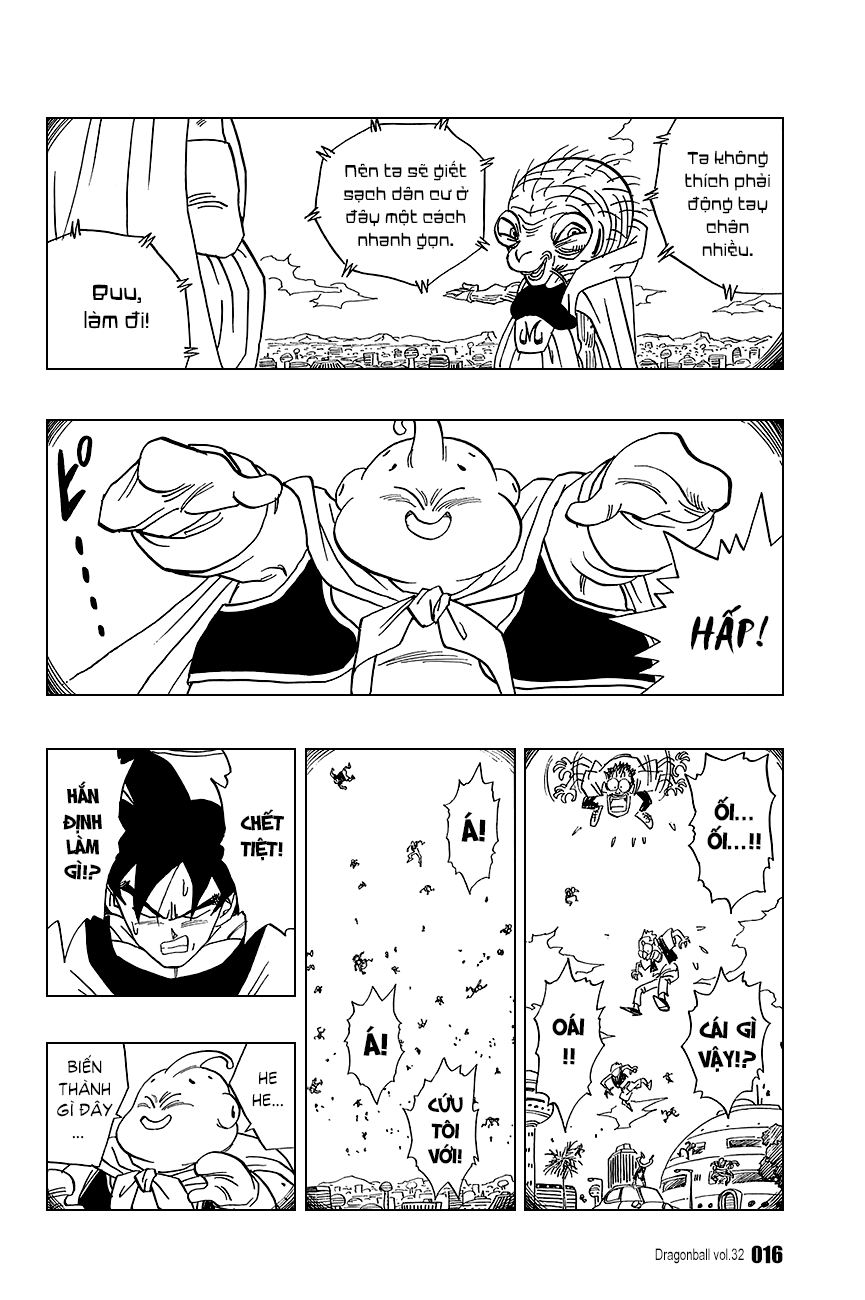 Ta không
thích phải
động tay
chân
nhiều.
Nên ta sẽ giết
sạch dân cư ở
đây một cách
nhanh gọn.
Buu,
làm đi!
HẤP!
ỐI...
ỐI...!!
CÁI GÌ
VẬY!?
OÁI
!!
Á!
Á!
CỨU
TÔI
VỚI!
CHẾT
TIỆT!
HẮN
ĐỊNH
LÀM
GÌ!?
HE
HE...
BIẾN
THÀNH
GÌ ĐÂY
...
Dragonball vol.32 016